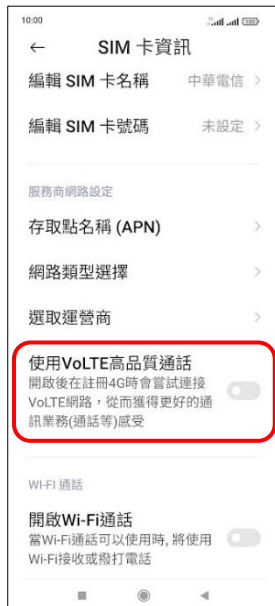 10:00
← SIM 卡資訊
編輯 SIM 卡名稱 中華電信 >
編輯 SIM 卡號碼 未設定 >
服務商網路設定
存取點名稱 (APN) >
網路類型選擇 >
選取運營商 >
使用VoLTE高品質通話
開啟後在註冊4G時會嘗試連接
VoLTE網路，從而獲得更好的通
訊業務(通話等)感受
WI-FI 通話
開啟Wi-Fi通話
當Wi-Fi通話可以使用時, 將使用
Wi-Fi接收或撥打電話